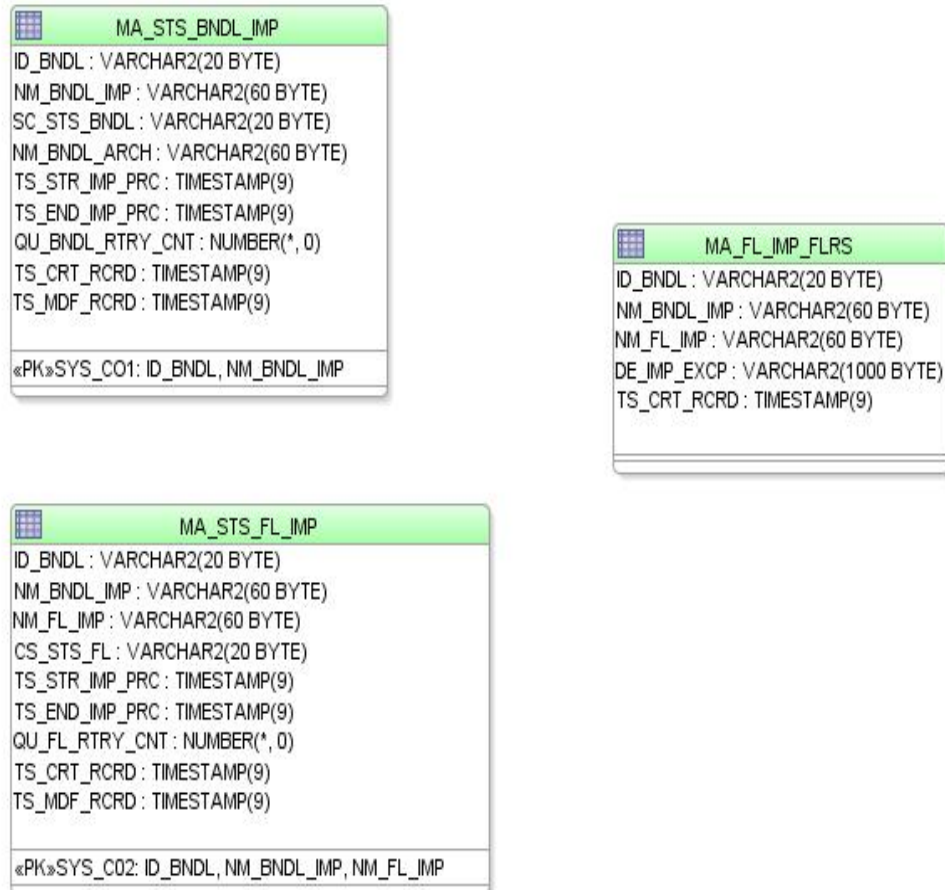 MA_STS_BNDL_IMP
ID_BNDL : VARCHAR2(20 BYTE)
NM_BNDL_IMP : VARCHAR2(60 BYTE)
SC_STS_BNDL : VARCHAR2(20 BYTE)
NM_BNDL_ARCH : VARCHAR2(60 BYTE)
TS_STR_IMP_PRC : TIMESTAMP(9)
TS_END_IMP_PRC : TIMESTAMP(9)
QU_BNDL_RTRY_CNT : NUMBER(*, 0)
TS_CRT_RCRD : TIMESTAMP(9)
TS_MDF_RCRD : TIMESTAMP(9)
«PK»SYS_CO1: ID_BNDL, NM_BNDL_IMP
MA_FL_IMP_FLRS
ID_BNDL : VARCHAR2(20 BYTE)
NM_BNDL_IMP : VARCHAR2(60 BYTE)
NM_FL_IMP : VARCHAR2(60 BYTE)
DE_IMP_EXCP : VARCHAR2(1000 BYTE)
TS_CRT_RCRD : TIMESTAMP(9)
MA_STS_FL_IMP
ID_BNDL : VARCHAR2(20 BYTE)
NM_BNDL_IMP : VARCHAR2(60 BYTE)
NM_FL_IMP : VARCHAR2(60 BYTE)
CS_STS_FL : VARCHAR2(20 BYTE)
TS_STR_IMP_PRC : TIMESTAMP(9)
TS_END_IMP_PRC : TIMESTAMP(9)
QU_FL_RTRY_CNT : NUMBER(*, 0)
TS_CRT_RCRD : TIMESTAMP(9)
TS_MDF_RCRD : TIMESTAMP(9)
«PK»SYS_C02: ID_BNDL, NM_BNDL_IMP, NM_FL_IMP